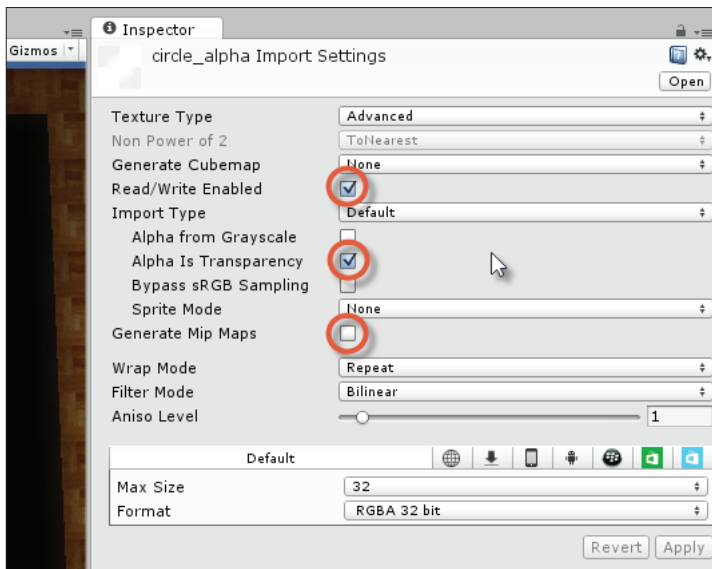 Inspector
Gizmos
circle_alpha Import Settings
Open
Texture Type Advanced
Non Power of 2 ToNearest
Generate Cubemap None
Read/Write Enabled
Import Type Default
Alpha from Grayscale
Alpha Is Transparency
Bypass sRGB Sampling
Sprite Mode None
Generate Mip Maps
Wrap Mode Repeat
Filter Mode Bilinear
Aniso Level 1
Default
Max Size 32
Format RGBA 32 bit
Revert Apply